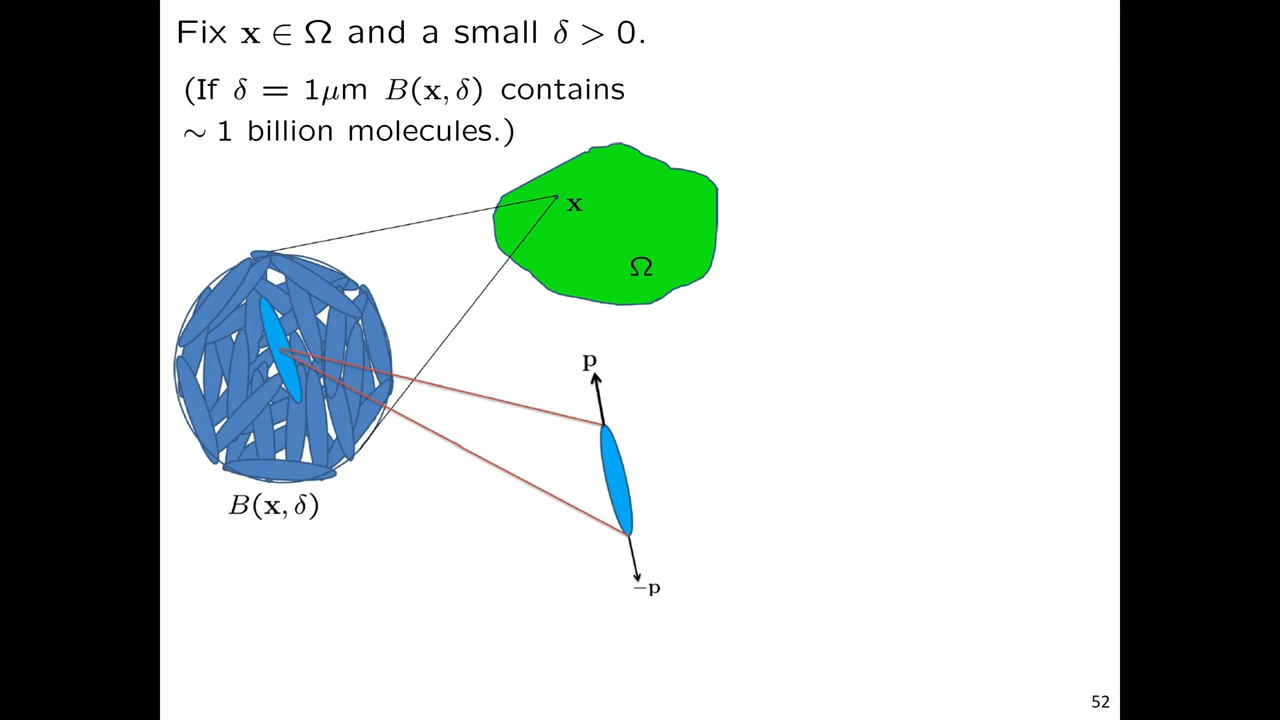 Fix x ∈ Ω and a small δ > 0.
(If δ = 1μm B(x, δ) contains
∼ 1 billion molecules.)
x
Ω
p
B(x, δ)
−p
52